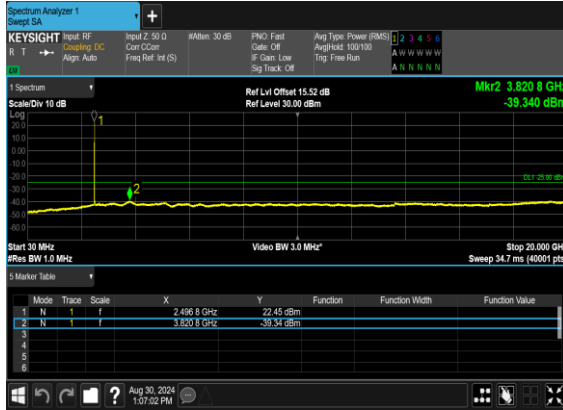 Spectrum Analyzer 1
Swept SA
KEYSIGHT Input: RF Input Z: 50 Ω #Atten: 30 dB PNO: Fast Avg Type: Power (RMS) 1 2 3 4 5 6
R T Coupling: DC Corr CCorr Gate: Off Avg|Hold: 100/100 A W W W W W
Align: Auto Freq Ref: Int (S) IF Gain: Low Trig: Free Run
Sig Track: Off A N N N N N
1 Spectrum Ref Lvl Offset 15.52 dB Mkr2 3.820 8 GHz
Scale/Div 10 dB Ref Level 30.00 dBm -39.340 dBm
Log
1
20.0
10.0
0.00
-10.0
-20.0 DL1 -25.00 dBm
-30.0 2
-40.0
-50.0
-60.0
Start 30 MHz Video BW 3.0 MHz* Stop 20.000 GH
#Res BW 1.0 MHz Sweep 34.7 ms (40001 pts
5 Marker Table
Mode Trace Scale X Y Function Function Width Function Value
1 N 1 f 2.496 8 GHz 22.45 dBm
2 N 1 f 3.820 8 GHz -39.34 dBm
3
4
5
6
? Aug 30, 2024
1:07:02 PM